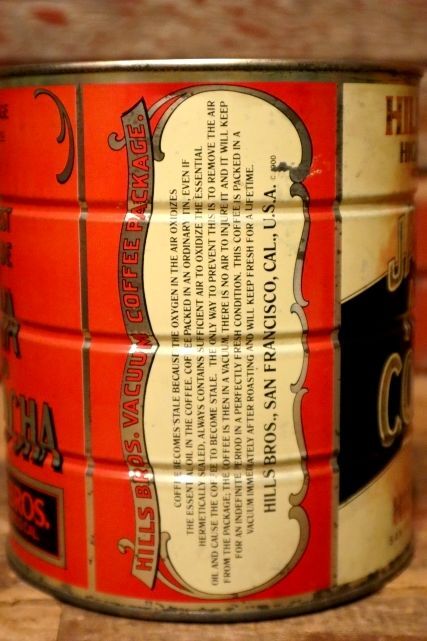 HILLS BROS. VACUUM COFFEE PACKAGE.
COFFEE BECOMES STALE BECAUSE THE OXYGEN IN THE AIR OXIDIZES
THE ESSENTIAL OIL IN THE COFFEE. COFFEE PACKED IN AN ORDINARY TIN, EVEN IF
HERMETICALLY SEALED, ALWAYS CONTAINS SUFFICIENT AIR TO OXIDIZE THE ESSENTIAL
OIL AND CAUSE THE COFFEE TO BECOME STALE. THE ONLY WAY TO PREVENT THIS IS TO REMOVE THE AIR
FROM THE PACKAGE; THE COFFEE IS THEN IN A VACUUM. THERE IS NO AIR TO INJURE IT AND IT WILL KEEP
FOR AN INDEFINITE PERIOD IN A PERFECTLY FRESH CONDITION. THIS COFFEE IS PACKED IN A
VACUUM IMMEDIATELY AFTER ROASTING AND WILL KEEP FRESH FOR A LIFETIME.
HILLS BROS., SAN FRANCISCO, CAL., U.S.A. C. 1900
CHA
BROS.
HIL